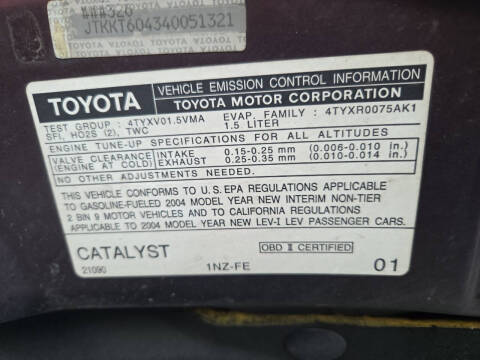 ###326
JTKKT604340051321
TOYOTA
VEHICLE EMISSION CONTROL INFORMATION
TOYOTA MOTOR CORPORATION
TEST GROUP : 4TYXV01.5VMA EVAP. FAMILY : 4TYXR0075AK1
SFI, HO2S (2), TWC 1.5 LITER
ENGINE TUNE-UP SPECIFICATIONS FOR ALL ALTITUDES
VALVE CLEARANCE INTAKE 0.15-0.25 mm (0.006-0.010 in.)
(ENGINE AT COLD) EXHAUST 0.25-0.35 mm (0.010-0.014 in.)
NO OTHER ADJUSTMENTS NEEDED.
THIS VEHICLE CONFORMS TO U.S.EPA REGULATIONS APPLICABLE
TO GASOLINE-FUELED 2004 MODEL YEAR NEW INTERIM NON-TIER
2 BIN 9 MOTOR VEHICLES AND TO CALIFORNIA REGULATIONS
APPLICABLE TO 2004 MODEL YEAR NEW LEV-I LEV PASSENGER CARS.
CATALYST
OBD II CERTIFIED
21090 1NZ-FE 01